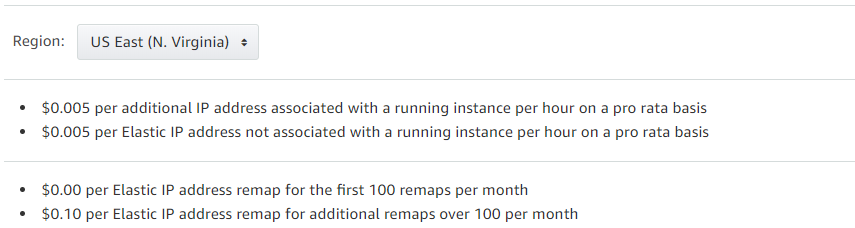 Region: US East (N. Virginia)
• $0.005 per additional IP address associated with a running instance per hour on a pro rata basis
• $0.005 per Elastic IP address not associated with a running instance per hour on a pro rata basis
• $0.00 per Elastic IP address remap for the first 100 remaps per month
• $0.10 per Elastic IP address remap for additional remaps over 100 per month